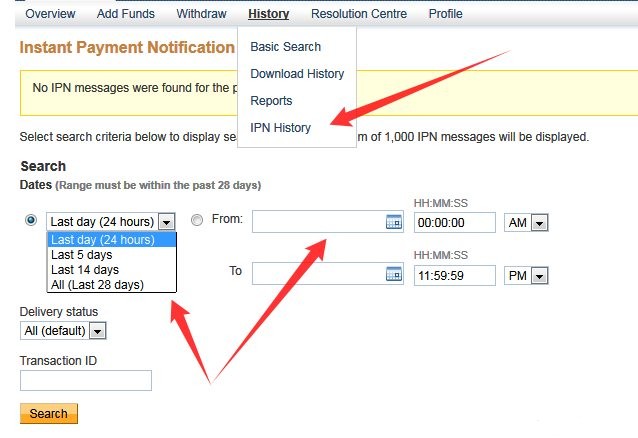 Overview Add Funds Withdraw History Resolution Centre Profile
Basic Search
Download History
Reports
IPN History
Instant Payment Notification
No IPN messages were found for the p
Select search criteria below to display sea m of 1,000 IPN messages will be displayed.
Search
Dates (Range must be within the past 28 days)
HH:MM:SS
Last day (24 hours) From: 00:00:00 AM
Last day (24 hours)
Last 5 days
Last 14 days
All (Last 28 days)
HH:MM:SS
To 11:59:59 PM
Delivery status
All (default)
Transaction ID
Search